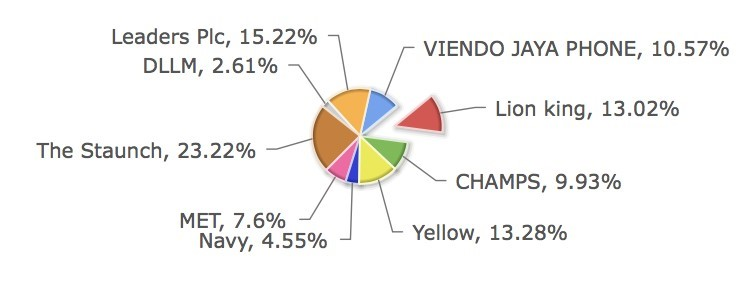 Leaders Plc, 15.22%
VIENDO JAYA PHONE, 10.57%
DLLM, 2.61%
Lion king, 13.02%
The Staunch, 23.22%
CHAMPS, 9.93%
MET, 7.6%
Navy, 4.55%
Yellow, 13.28%